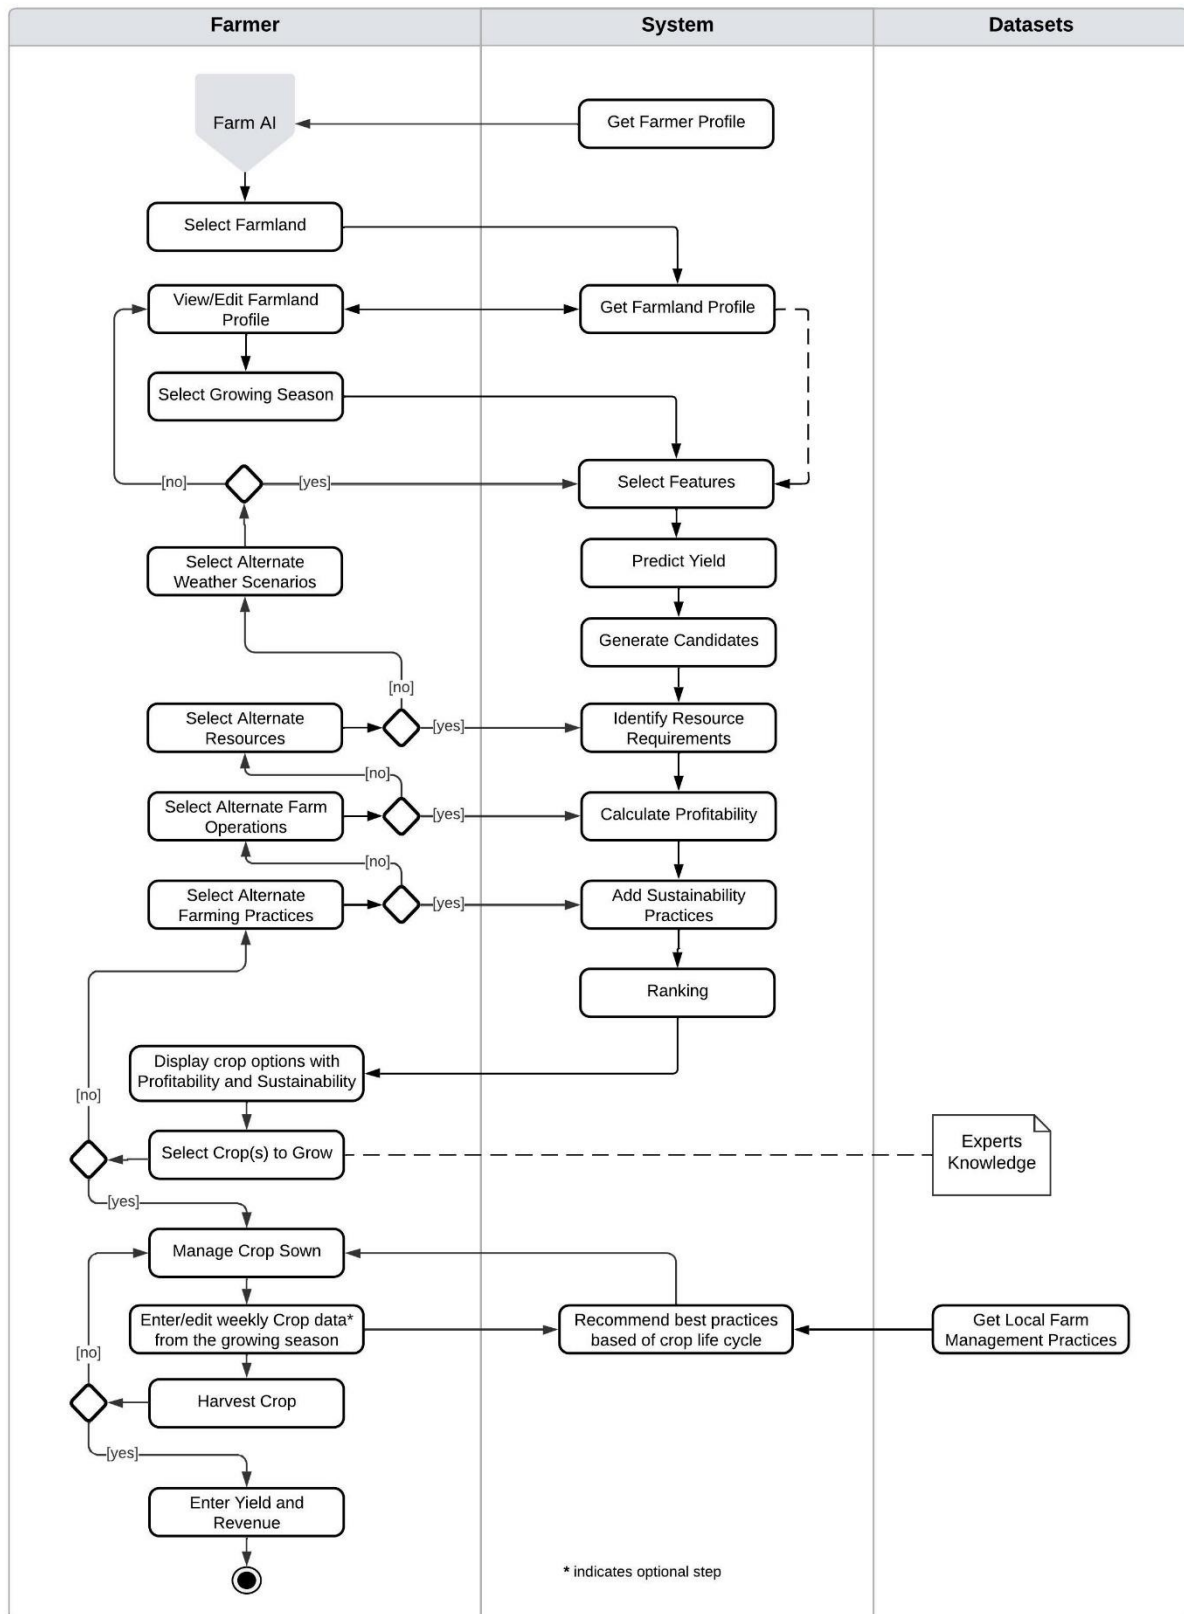 Farmer
System
Datasets
Farm AI
Get Farmer Profile
Select Farmland
View/Edit Farmland
Profile
Get Farmland Profile
Select Growing Season
[no]
[yes]
Select Features
Select Alternate
Weather Scenarios
Predict Yield
Generate Candidates
[no]
Select Alternate
Resources
[yes]
Identify Resource
Requirements
[no]
Select Alternate Farm
Operations
[yes]
Calculate Profitability
[no]
Select Alternate
Farming Practices
[yes]
Add Sustainability
Practices
Ranking
Display crop options with
Profitability and Sustainability
[no]
Select Crop(s) to Grow
Experts
Knowledge
[yes]
Manage Crop Sown
Enter/edit weekly Crop data*
from the growing season
Recommend best practices
based of crop life cycle
Get Local Farm
Management Practices
[no]
Harvest Crop
[yes]
Enter Yield and
Revenue
* indicates optional step